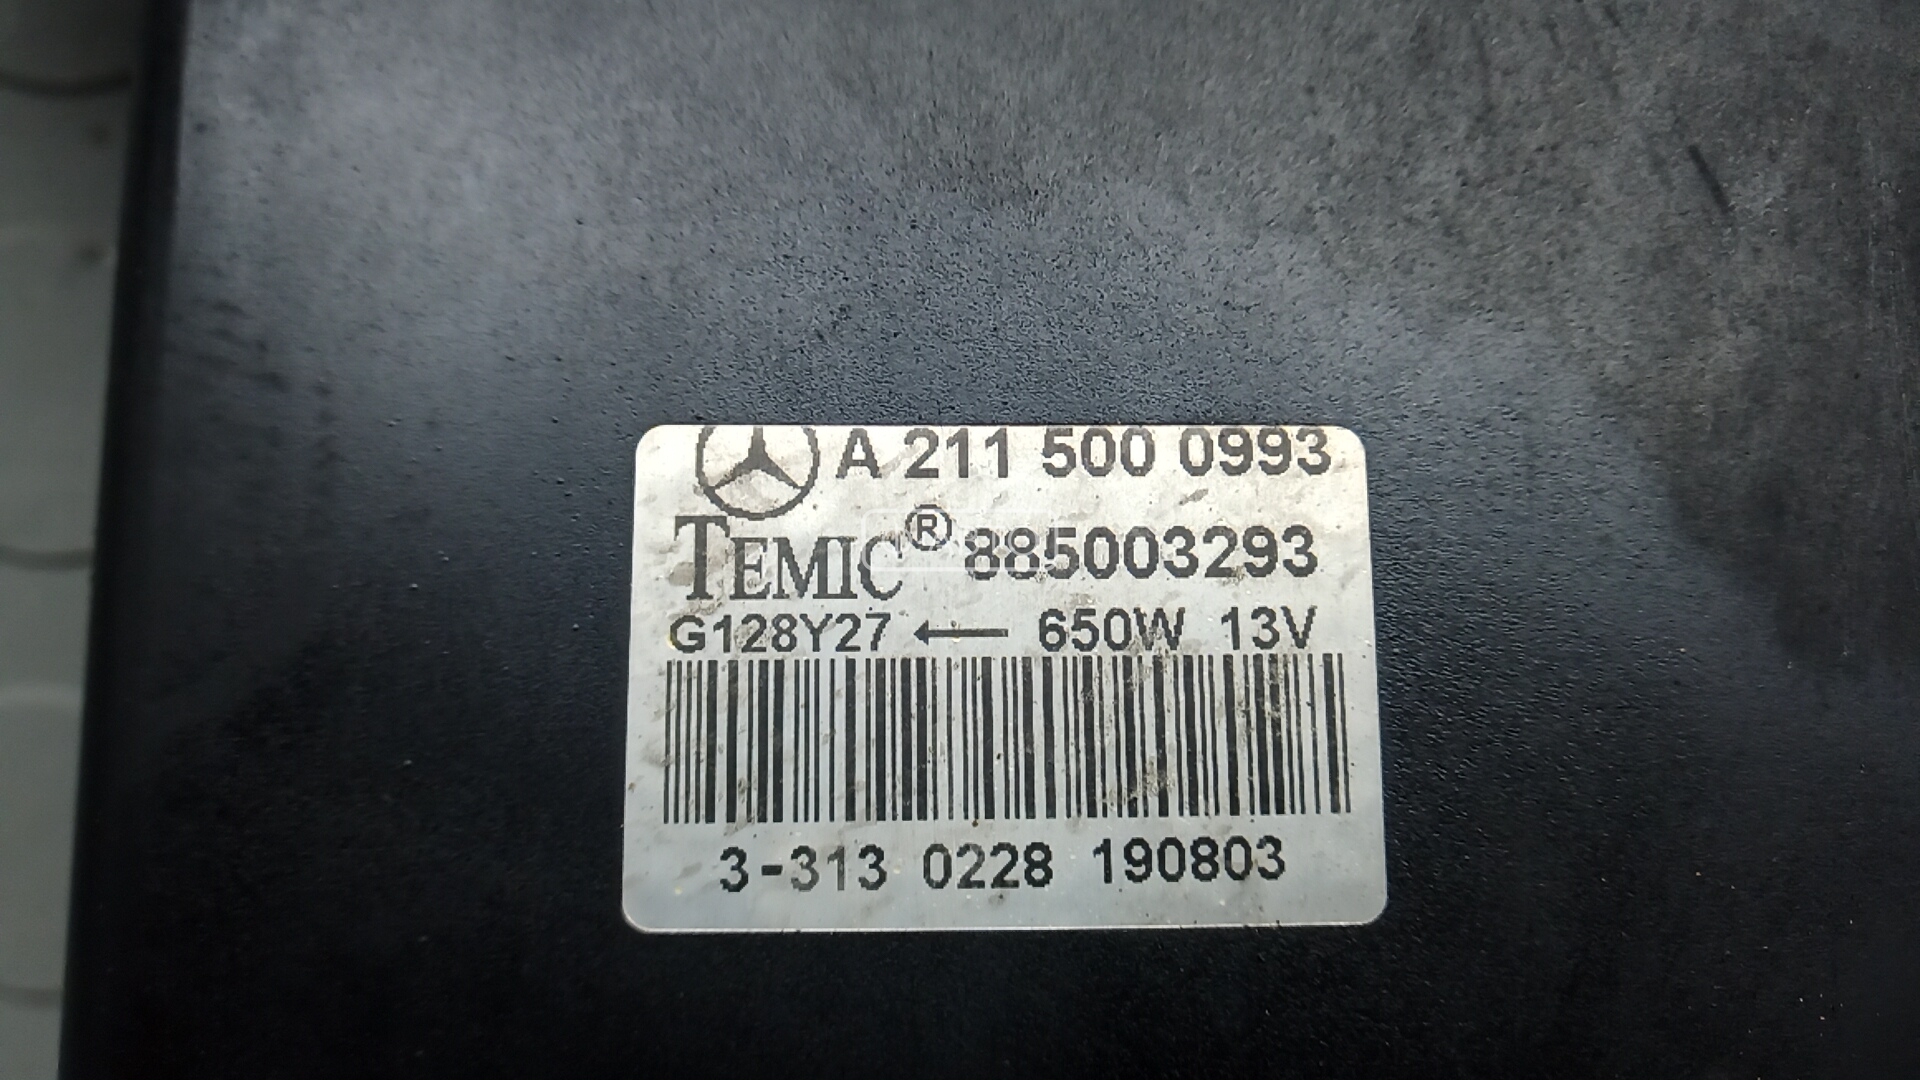 A 211 500 0993
TEMIC® 885003293
G128Y27 ← 650W 13V
3-313 0228 190803